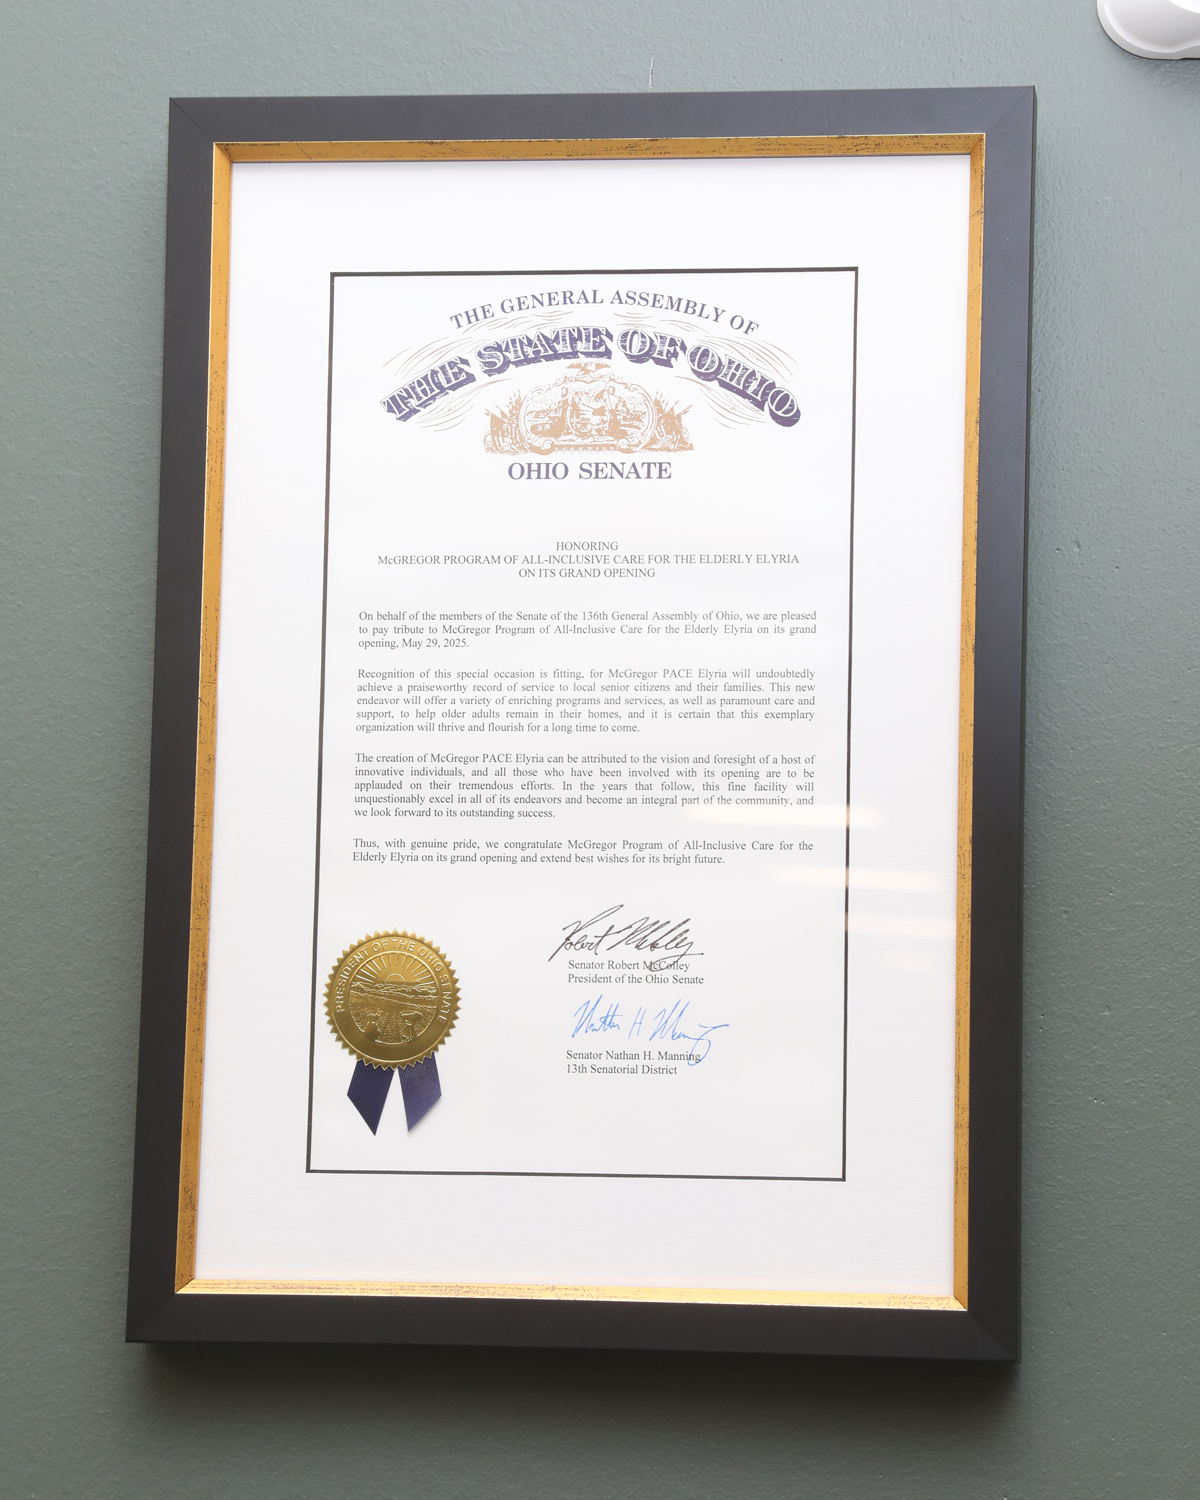 THE GENERAL ASSEMBLY OF
THE STATE OF OHIO
OHIO SENATE
HONORING
McGREGOR PROGRAM OF ALL-INCLUSIVE CARE FOR THE ELDERLY ELYRIA
ON ITS GRAND OPENING
On behalf of the members of the Senate of the 136th General Assembly of Ohio, we are pleased
to pay tribute to McGregor Program of All-Inclusive Care for the Elderly Elyria on its grand
opening, May 29, 2025.
Recognition of this special occasion is fitting, for McGregor PACE Elyria will undoubtedly
achieve a praiseworthy record of service to local senior citizens and their families. This new
endeavor will offer a variety of enriching programs and services, as well as paramount care and
support, to help older adults remain in their homes, and it is certain that this exemplary
organization will thrive and flourish for a long time to come.
The creation of McGregor PACE Elyria can be attributed to the vision and foresight of a host of
innovative individuals, and all those who have been involved with its opening are to be
applauded on their tremendous efforts. In the years that follow, this fine facility will
unquestionably excel in all of its endeavors and become an integral part of the community, and
we look forward to its outstanding success.
Thus, with genuine pride, we congratulate McGregor Program of All-Inclusive Care for the
Elderly Elyria on its grand opening and extend best wishes for its bright future.
Robert McColley
Senator Robert McColley
President of the Ohio Senate
Nathan H Manning
Senator Nathan H. Manning
13th Senatorial District
PRESIDENT OF THE OHIO SENATE